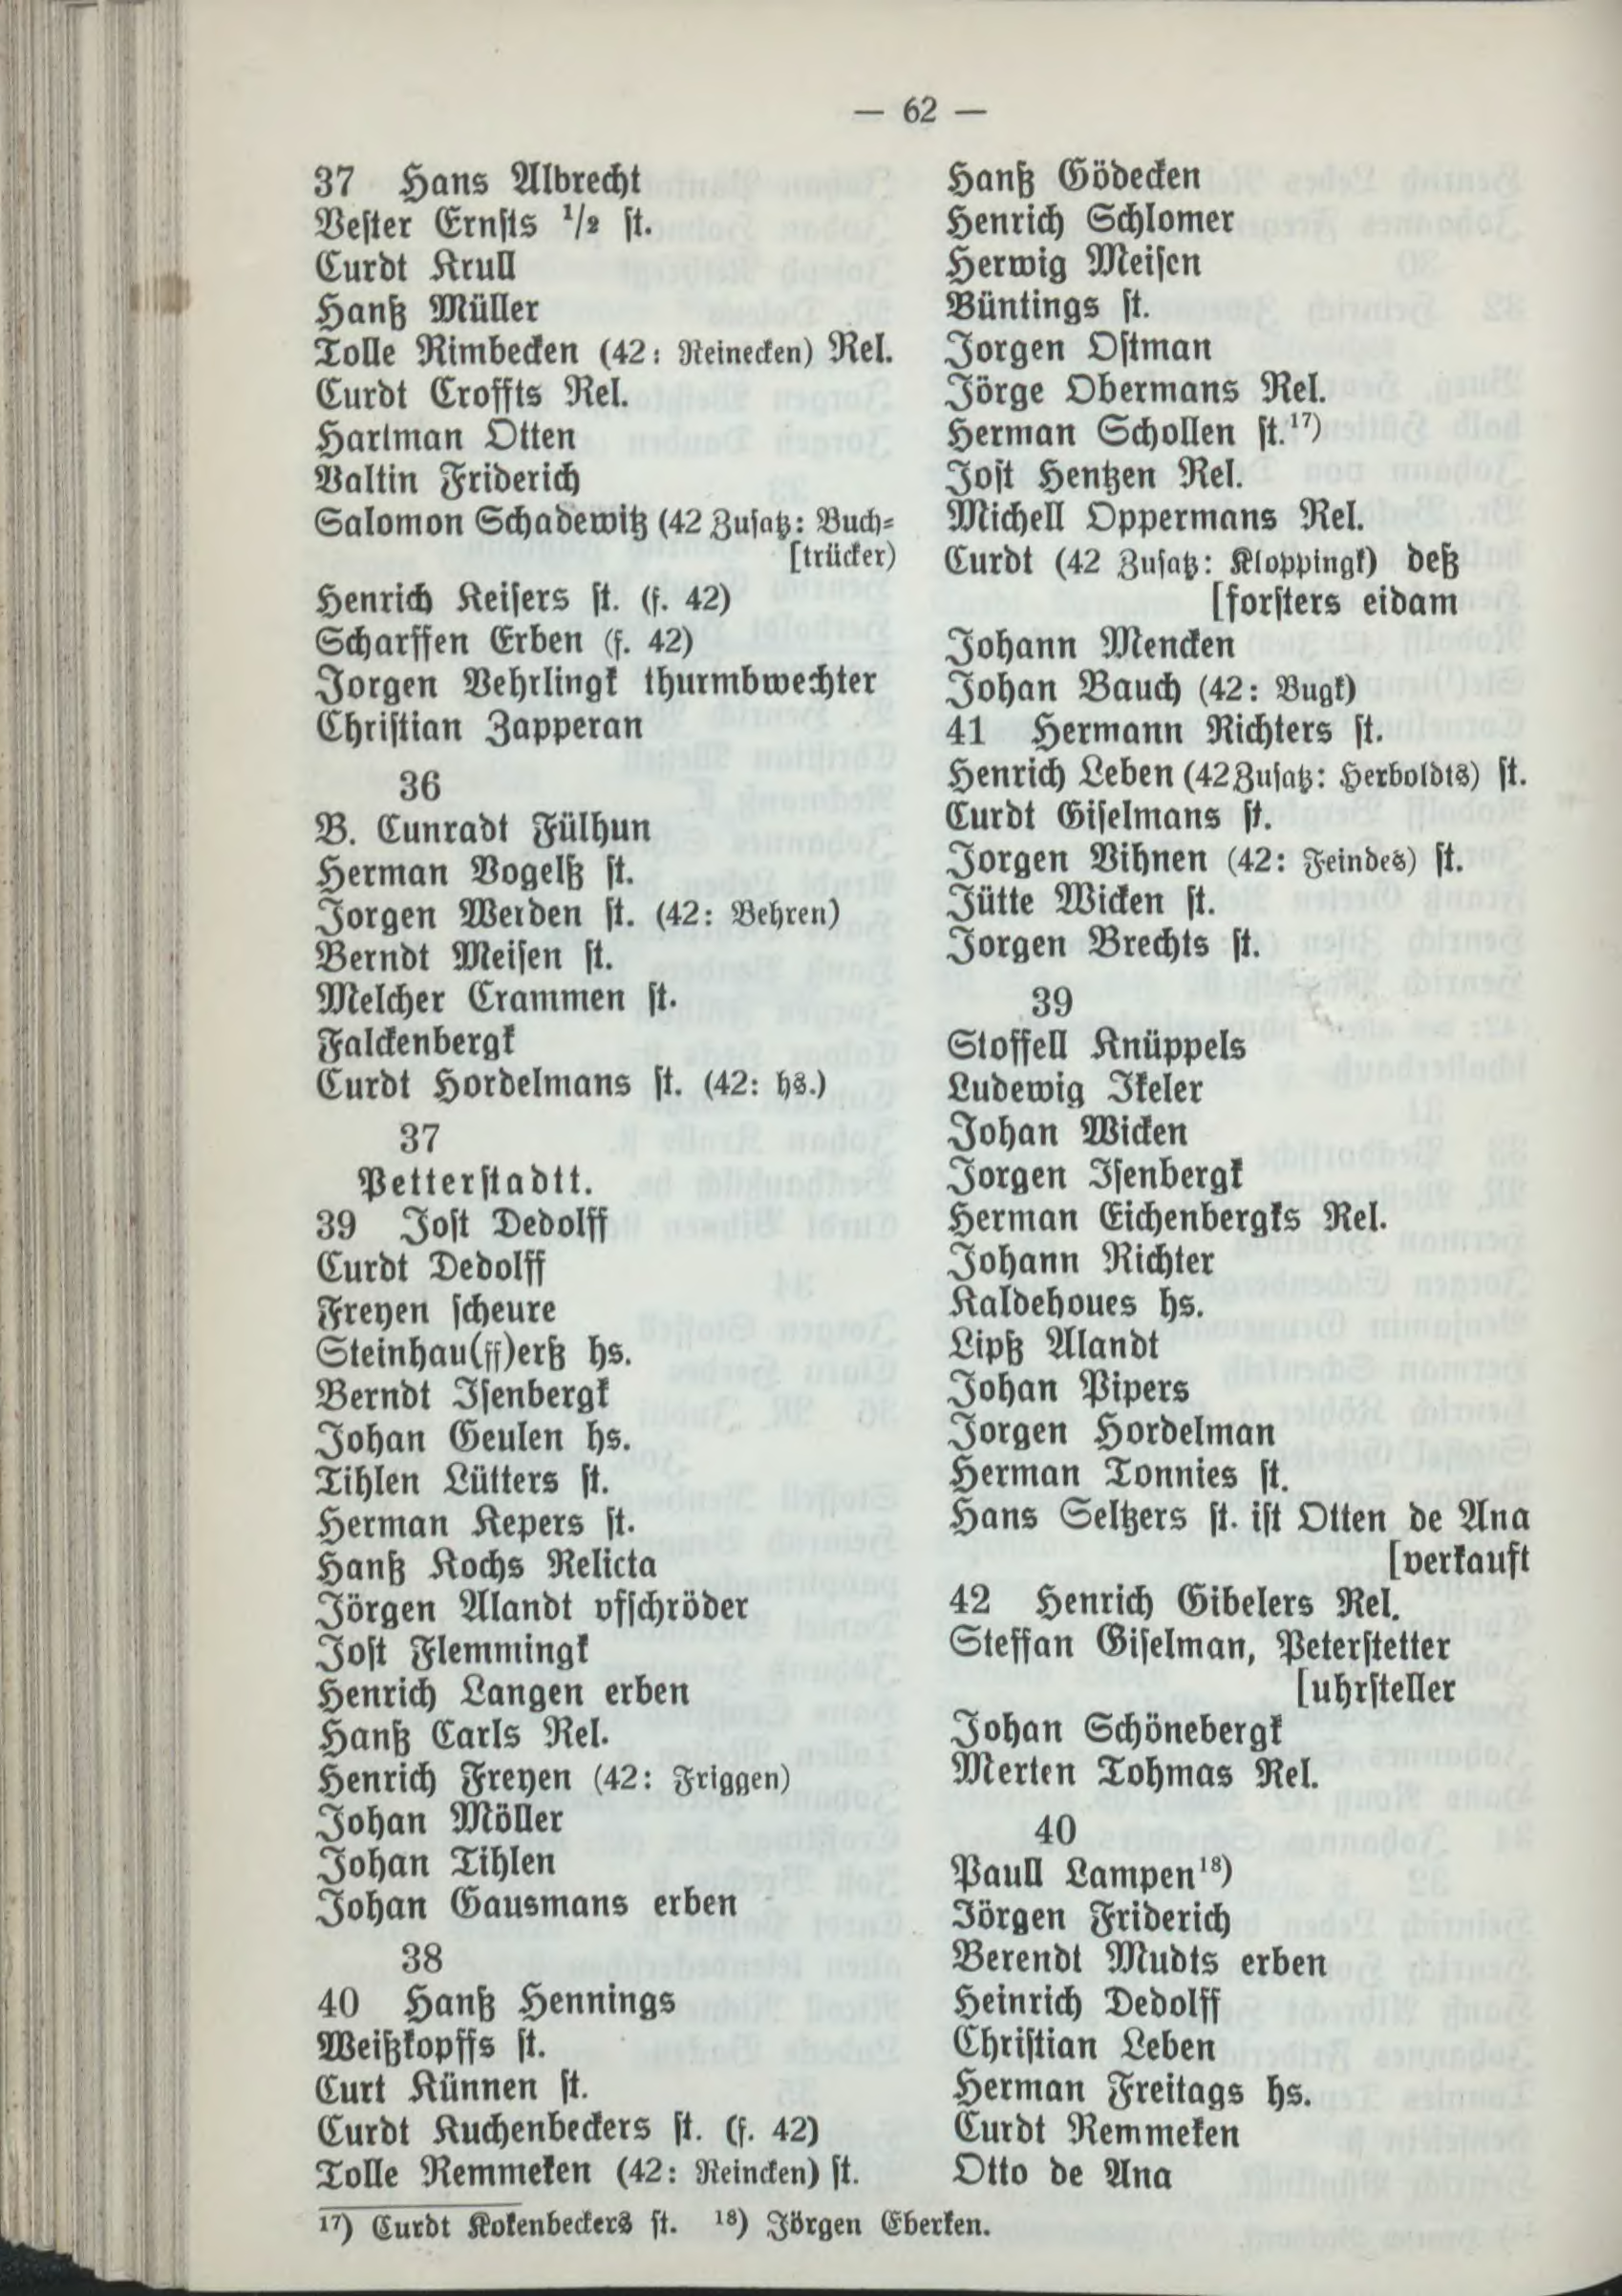 — 62 —
37 Hans Albrecht
Vester Ernsts 1/2 st.
Curdt Krull
Hanß Müller
Tolle Rimbecken (42: Reinecken) Rel.
Curdt Croffts Rel.
Hartman Otten
Valtin Friderich
Salomon Schadewitz (42 Zusatz: Buch=
[trücker)
Henrich Keisers st. (f. 42)
Scharffen Erben (f. 42)
Jorgen Vehrlingk thurmbwechter
Christian Zapperan
36
B. Cunradt Fülhun
Herman Vogelß st.
Jorgen Werden st. (42: Behren)
Berndt Meisen st.
Melcher Crammen st.
Falckenbergk
Curdt Hordelmans st. (42: hs.)
37
Petterstadtt.
39 Jost Dedolff
Curdt Dedolff
Freyen scheure
Steinhau(ff)erß hs.
Berndt Isenbergk
Johan Geulen hs.
Tihlen Lütters st.
Herman Kepers st.
Hanß Kochs Relicta
Jörgen Alandt vfschröder
Jost Flemmingk
Henrich Langen erben
Hanß Carls Rel.
Henrich Freyen (42: Friggen)
Johan Möller
Johan Tihlen
Johan Gausmans erben
38
40 Hanß Hennings
Weißkopffs st.
Curt Künnen st.
Curdt Kuchenbeckers st. (f. 42)
Tolle Remmeken (42: Reincken) st.
Hanß Gödecken
Henrich Schlomer
Herwig Meisen
Büntings st.
Jorgen Ostman
Jörge Obermans Rel.
Herman Schollen st.17)
Jost Hentzen Rel.
Michell Oppermans Rel.
Curdt (42 Zusatz: Kloppingk) deß
[forsters eidam
Johann Mencken
Johan Bauch (42: Bugk)
41 Hermann Richters st.
Henrich Leben (42 Zusatz: Herboldts) st.
Curdt Giselmans st.
Jorgen Vihnen (42: Feindes) st.
Jütte Wicken st.
Jorgen Brechts st.
39
Stoffell Knüppels
Ludewig Ikeler
Johan Wicken
Jorgen Isenbergk
Herman Eichenbergks Rel.
Johann Richter
Kaldehoues hs.
Lipß Alandt
Johan Pipers
Jorgen Hordelman
Herman Tonnies st.
Hans Seltzers st. ist Otten de Ana
[verkauft
42 Henrich Gibelers Rel.
Steffan Giselman, Peterstetter
[uhrsteller
Johan Schönebergk
Merten Tohmas Rel.
40
Paull Lampen18)
Jörgen Friderich
Berendt Mudts erben
Heinrich Dedolff
Christian Leben
Herman Freitags hs.
Curdt Remmeken
Otto de Ana
17) Curdt Kokenbeckers st. 18) Jörgen Eberken.